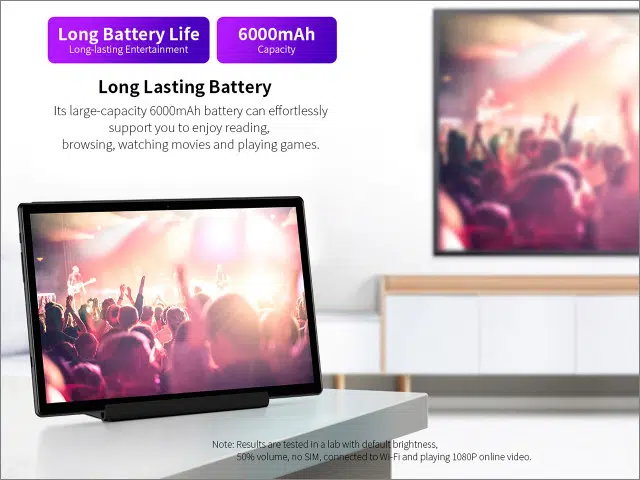 Long Battery Life
Long-lasting Entertainment
6000mAh
Capacity
Long Lasting Battery
Its large-capacity 6000mAh battery can effortlessly
support you to enjoy reading,
browsing, watching movies and playing games.
Note: Results are tested in a lab with default brightness,
50% volume, no SIM, connected to Wi-Fi and playing 1080P online video.